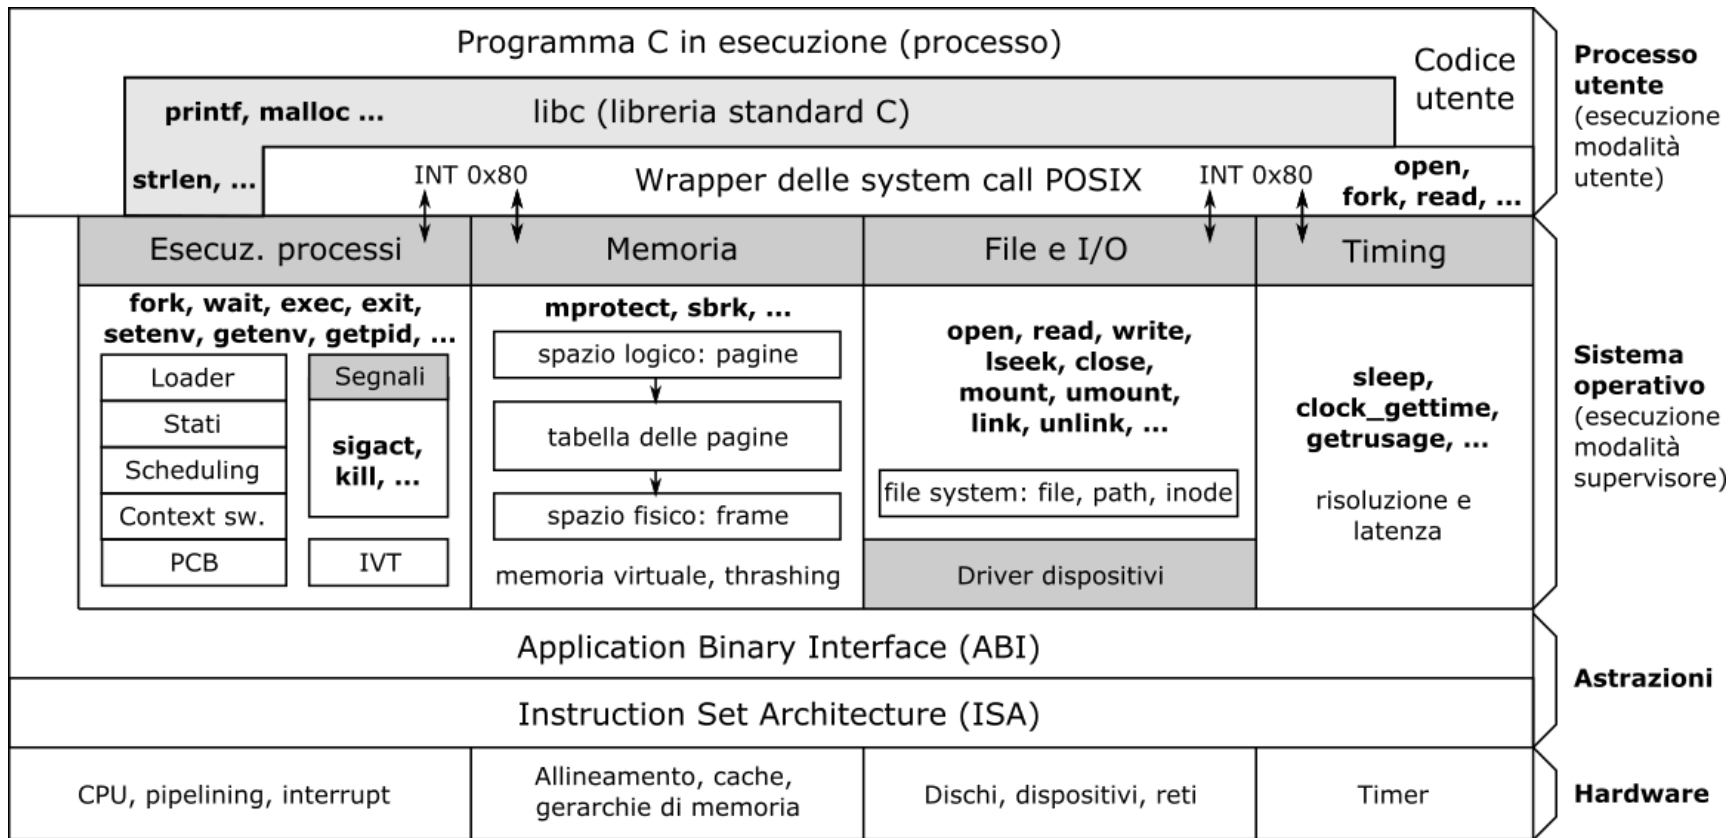 Programma C in esecuzione (processo)
Codice
utente
printf, malloc ...
libc (libreria standard C)
strlen, ...
INT 0x80
Wrapper delle system call POSIX
INT 0x80
open,
fork, read, ...
Processo
utente
(esecuzione
modalità
utente)
Esecuz. processi
Memoria
File e I/O
Timing
fork, wait, exec, exit,
setenv, getenv, getpid, ...
Loader
Stati
Scheduling
Context sw.
PCB
Segnali
sigact,
kill, ...
IVT
mprotect, sbrk, ...
spazio logico: pagine
tabella delle pagine
spazio fisico: frame
memoria virtuale, thrashing
open, read, write,
lseek, close,
mount, umount,
link, unlink, ...
file system: file, path, inode
Driver dispositivi
sleep,
clock_gettime,
getrusage, ...
risoluzione e
latenza
Sistema
operativo
(esecuzione
modalità
supervisore)
Application Binary Interface (ABI)
Instruction Set Architecture (ISA)
Astrazioni
CPU, pipelining, interrupt
Allineamento, cache,
gerarchie di memoria
Dischi, dispositivi, reti
Timer
Hardware